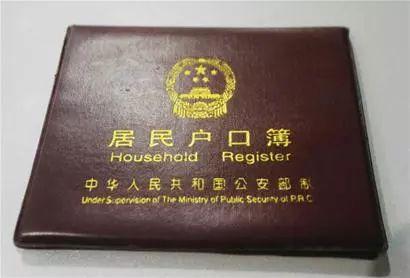 居民户口簿
Household Register
中华人民共和国公安部制
Under Supervision of The Ministry of Public Security of P.R.C